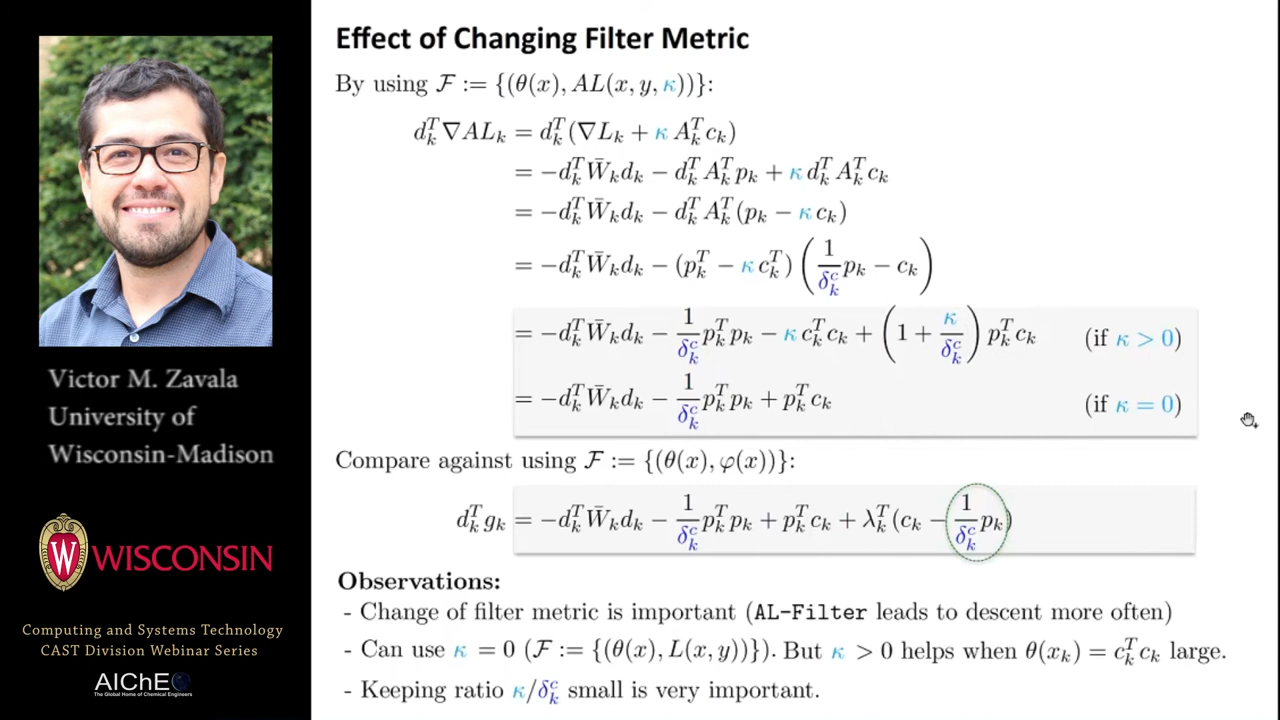 Effect of Changing Filter Metric
By using F := {(θ(x), AL(x, y, κ))}:
d_k^T ∇AL_k = d_k^T(∇L_k + κ A_k^T c_k)
= −d_k^T W̄_k d_k − d_k^T A_k^T p_k + κ d_k^T A_k^T c_k
= −d_k^T W̄_k d_k − d_k^T A_k^T(p_k − κ c_k)
= −d_k^T W̄_k d_k − (p_k^T − κ c_k^T) (1/δ_k^c p_k − c_k)
= −d_k^T W̄_k d_k − 1/δ_k^c p_k^T p_k − κ c_k^T c_k + (1 + κ/δ_k^c) p_k^T c_k (if κ > 0)
= −d_k^T W̄_k d_k − 1/δ_k^c p_k^T p_k + p_k^T c_k (if κ = 0)
Compare against using F := {(θ(x), φ(x))}:
d_k^T g_k = −d_k^T W̄_k d_k − 1/δ_k^c p_k^T p_k + p_k^T c_k + λ_k^T(c_k − 1/δ_k^c p_k)
Observations:
- Change of filter metric is important (AL-Filter leads to descent more often)
- Can use κ = 0 (F := {(θ(x), L(x, y))}). But κ > 0 helps when θ(x_k) = c_k^T c_k large.
- Keeping ratio κ/δ_k^c small is very important.
Victor M. Zavala
University of
Wisconsin-Madison
W
WISCONSIN
Computing and Systems Technology
CAST Division Webinar Series
AIChE
The Global Home of Chemical Engineers